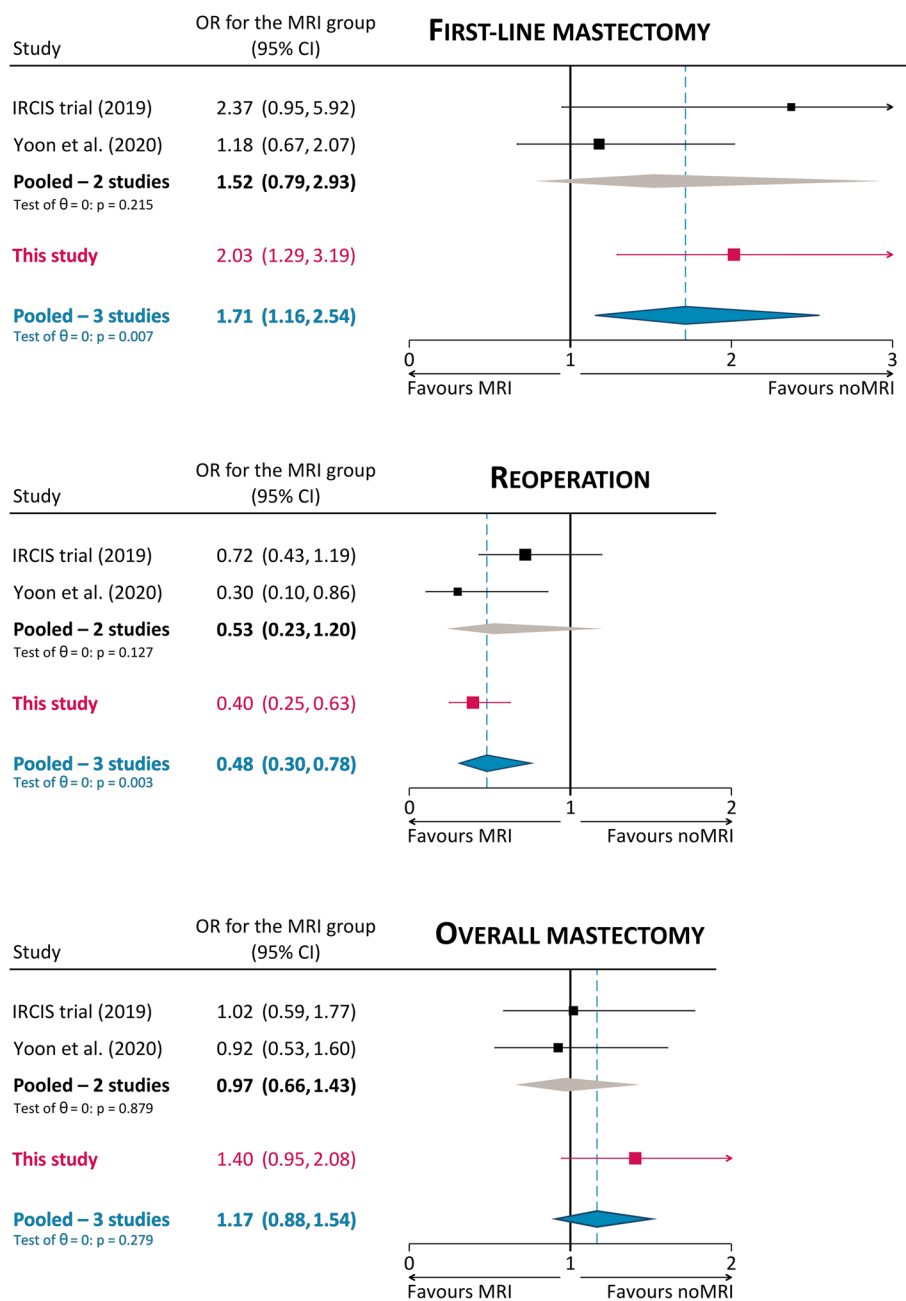 FIRST-LINE MASTECTOMY
Study OR for the MRI group
(95% CI)
IRCIS trial (2019) 2.37 (0.95, 5.92)
Yoon et al. (2020) 1.18 (0.67, 2.07)
Pooled – 2 studies 1.52 (0.79, 2.93)
Test of θ = 0: p = 0.215
This study 2.03 (1.29, 3.19)
Pooled – 3 studies 1.71 (1.16, 2.54)
Test of θ = 0: p = 0.007
0 1 2 3
Favours MRI Favours noMRI
REOPERATION
Study OR for the MRI group
(95% CI)
IRCIS trial (2019) 0.72 (0.43, 1.19)
Yoon et al. (2020) 0.30 (0.10, 0.86)
Pooled – 2 studies 0.53 (0.23, 1.20)
Test of θ = 0: p = 0.127
This study 0.40 (0.25, 0.63)
Pooled – 3 studies 0.48 (0.30, 0.78)
Test of θ = 0: p = 0.003
0 1 2
Favours MRI Favours noMRI
OVERALL MASTECTOMY
Study OR for the MRI group
(95% CI)
IRCIS trial (2019) 1.02 (0.59, 1.77)
Yoon et al. (2020) 0.92 (0.53, 1.60)
Pooled – 2 studies 0.97 (0.66, 1.43)
Test of θ = 0: p = 0.879
This study 1.40 (0.95, 2.08)
Pooled – 3 studies 1.17 (0.88, 1.54)
Test of θ = 0: p = 0.279
0 1 2
Favours MRI Favours noMRI